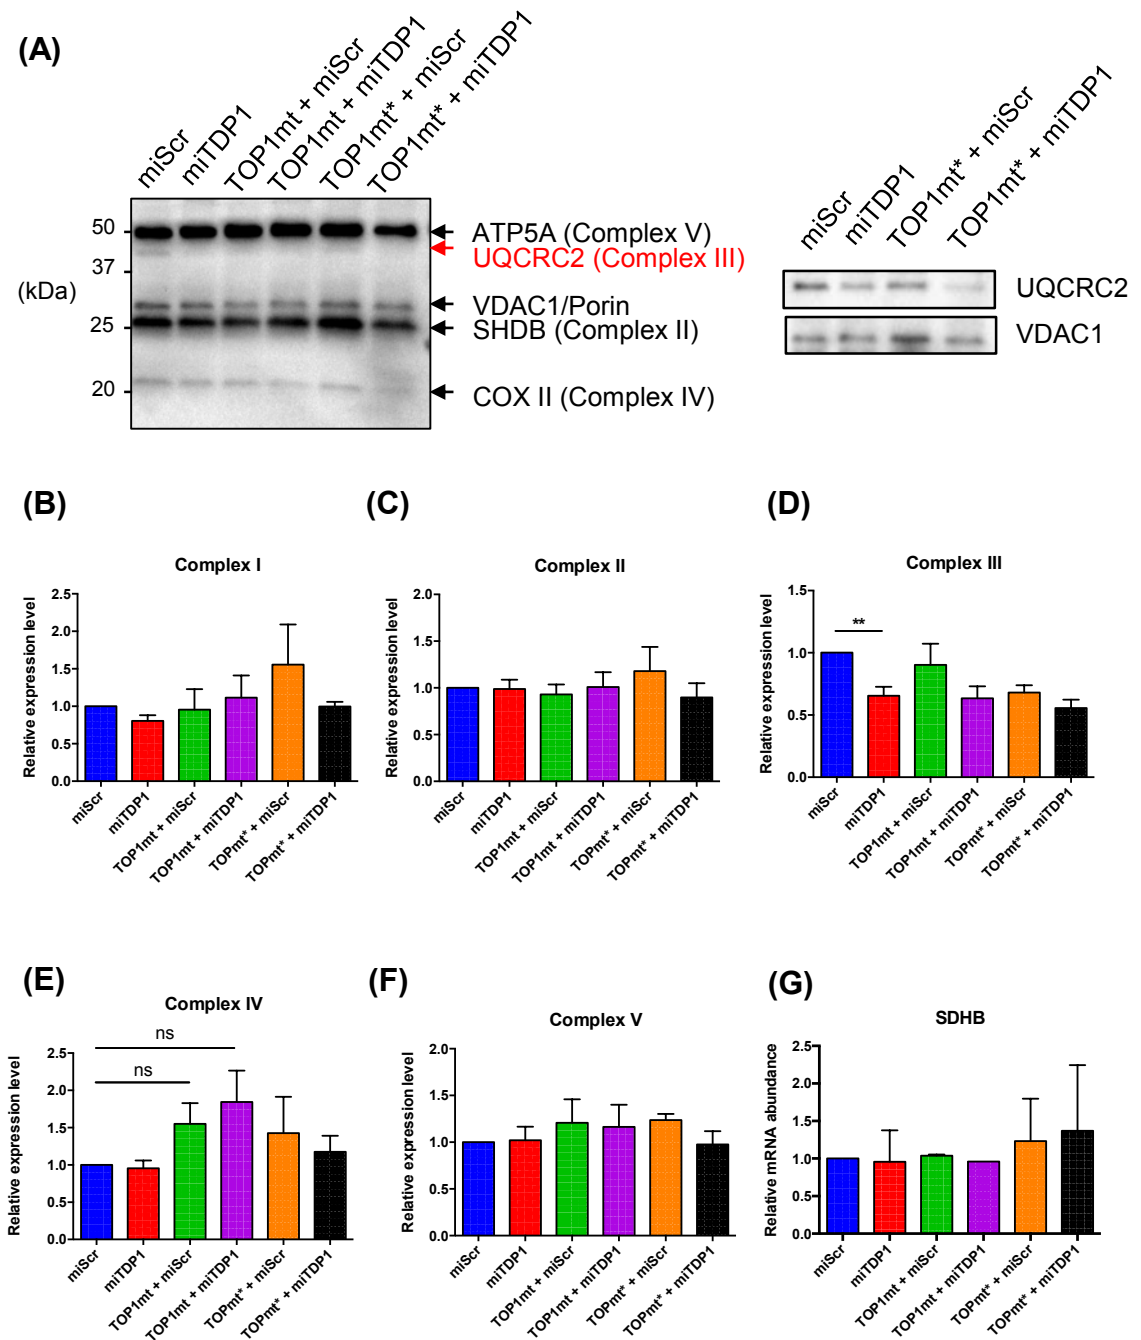 (A)
miScr
miTDP1
TOP1mt + miScr
TOP1mt + miTDP1
TOP1mt* + miScr
TOP1mt* + miTDP1
50
37
(kDa)
25
20
ATP5A (Complex V)
UQCRC2 (Complex III)
VDAC1/Porin
SHDB (Complex II)
COX II (Complex IV)
miScr
miTDP1
TOP1mt* + miScr
TOP1mt* + miTDP1
UQCRC2
VDAC1
(B)
Complex I
Relative expression level
2.5
2.0
1.5
1.0
0.5
0.0
miScr
miTDP1
TOP1mt + miScr
TOP1mt + miTDP1
TOPmt* + miScr
TOPmt* + miTDP1
(C)
Complex II
Relative expression level
2.0
1.5
1.0
0.5
0.0
miScr
miTDP1
TOP1mt + miScr
TOP1mt + miTDP1
TOPmt* + miScr
TOPmt* + miTDP1
(D)
Complex III
Relative expression level
1.5
1.0
0.5
0.0
**
miScr
miTDP1
TOP1mt + miScr
TOP1mt + miTDP1
TOPmt* + miScr
TOPmt* + miTDP1
(E)
Complex IV
Relative expression level
2.5
2.0
1.5
1.0
0.5
0.0
ns
ns
miScr
miTDP1
TOP1mt + miScr
TOP1mt + miTDP1
TOPmt* + miScr
TOPmt* + miTDP1
(F)
Complex V
Relative expression level
2.0
1.5
1.0
0.5
0.0
miScr
miTDP1
TOP1mt + miScr
TOP1mt + miTDP1
TOPmt* + miScr
TOPmt* + miTDP1
(G)
SDHB
Relative mRNA abundance
2.5
2.0
1.5
1.0
0.5
0.0
miScr
miTDP1
TOP1mt + miScr
TOP1mt + miTDP1
TOPmt* + miScr
TOPmt* + miTDP1